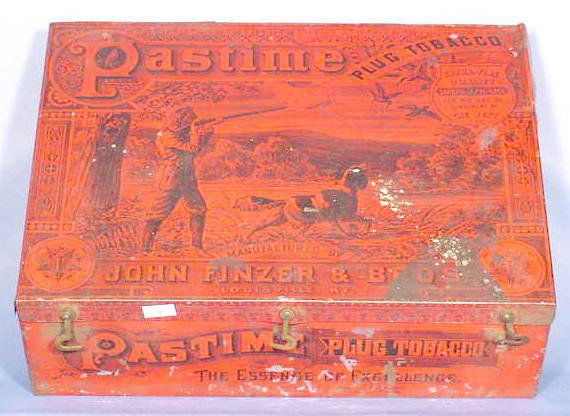 Pastime
PLUG TOBACCO
MANUFACTURED BY
JOHN FINZER & BROS.
LOUISVILLE, KY.
PASTIME PLUG TOBACCO
THE ESSENCE OF EXCELLENCE